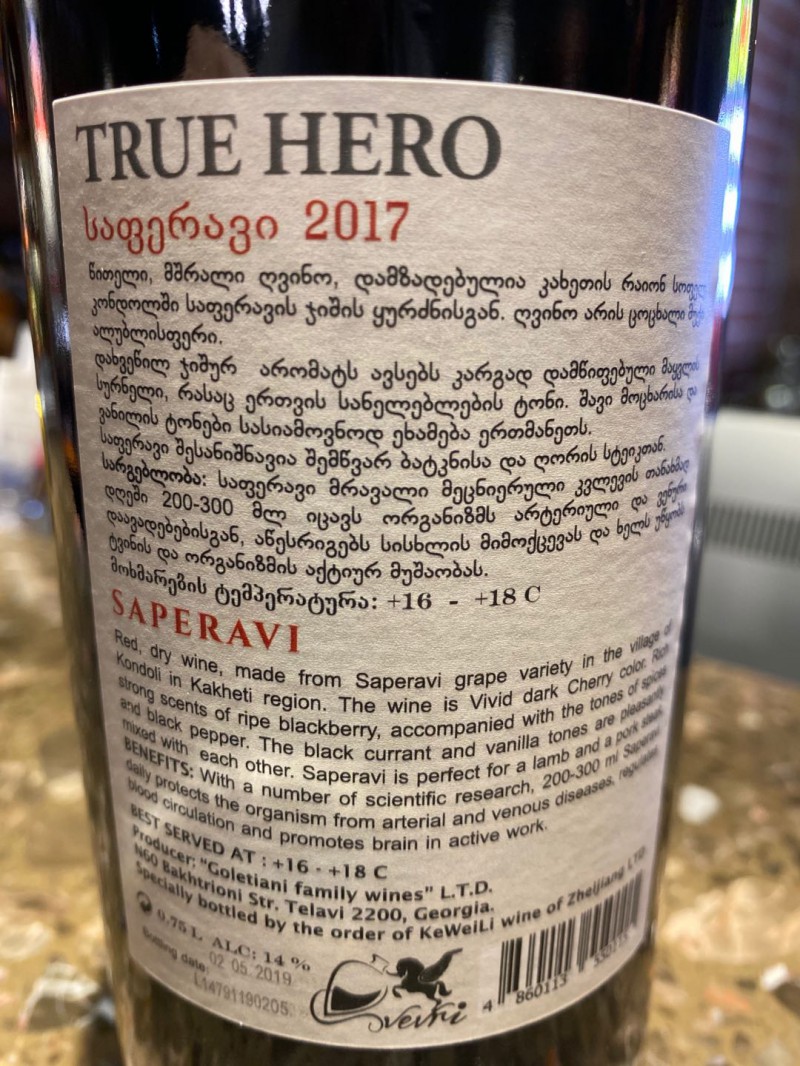 TRUE HERO
საფერავი 2017
წითელი, მშრალი ღვინო, დამზადებულია კახეთის რაიონ
კონდოლში საფერავის ჯიშის ყურძნისგან. ღვინო არის ცოცხალი
ალუბლისფერი.
დახვეწილ ჯიშურ არომატს ავსებს კარგად დამწიფებული მაყვლის
სურნელი, რასაც ერთვის სანელებლების ტონი. შავი მოცხარისა და
ვანილის ტონები სასიამოვნოდ ეხამება ერთმანეთს.
საფერავი შესანიშნავია შემწვარ ბატკნისა და ღორის სტეიკთან.
სარგებლობა: საფერავი მრავალი მეცნიერული კვლევის თანახმად
დღეში 200-300 მლ იცავს ორგანიზმს არტერიული და ვენური
დაავადებებისგან, აწესრიგებს სისხლის მიმოქცევას და ხელს უწყობს
ტვინის და ორგანიზმის აქტიურ მუშაობას.
მოხმარების ტემპერატურა: +16 - +18 C
SAPERAVI
Red, dry wine, made from Saperavi grape variety in the village of
Kondoli in Kakheti region. The wine is Vivid dark Cherry color. Rich
strong scents of ripe blackberry, accompanied with the tones of spices
and black pepper. The black currant and vanilla tones are pleasantly
mixed with each other. Saperavi is perfect for a lamb and a pork steak.
BENEFITS: With a number of scientific research, 200-300 ml Saperavi
daily protects the organism from arterial and venous diseases, regulates
blood circulation and promotes brain in active work.
BEST SERVED AT : +16 - +18 C
Producer: "Goletiani family wines" L.T.D.
N60 Bakhtrioni Str. Telavi 2200, Georgia.
Specially bottled by the order of KeWeiLi wine of Zhejiang LTD
0.75 L ALC: 14 %
Botling date: 02 05 2019
L14791190205
Qvevri
4 860113